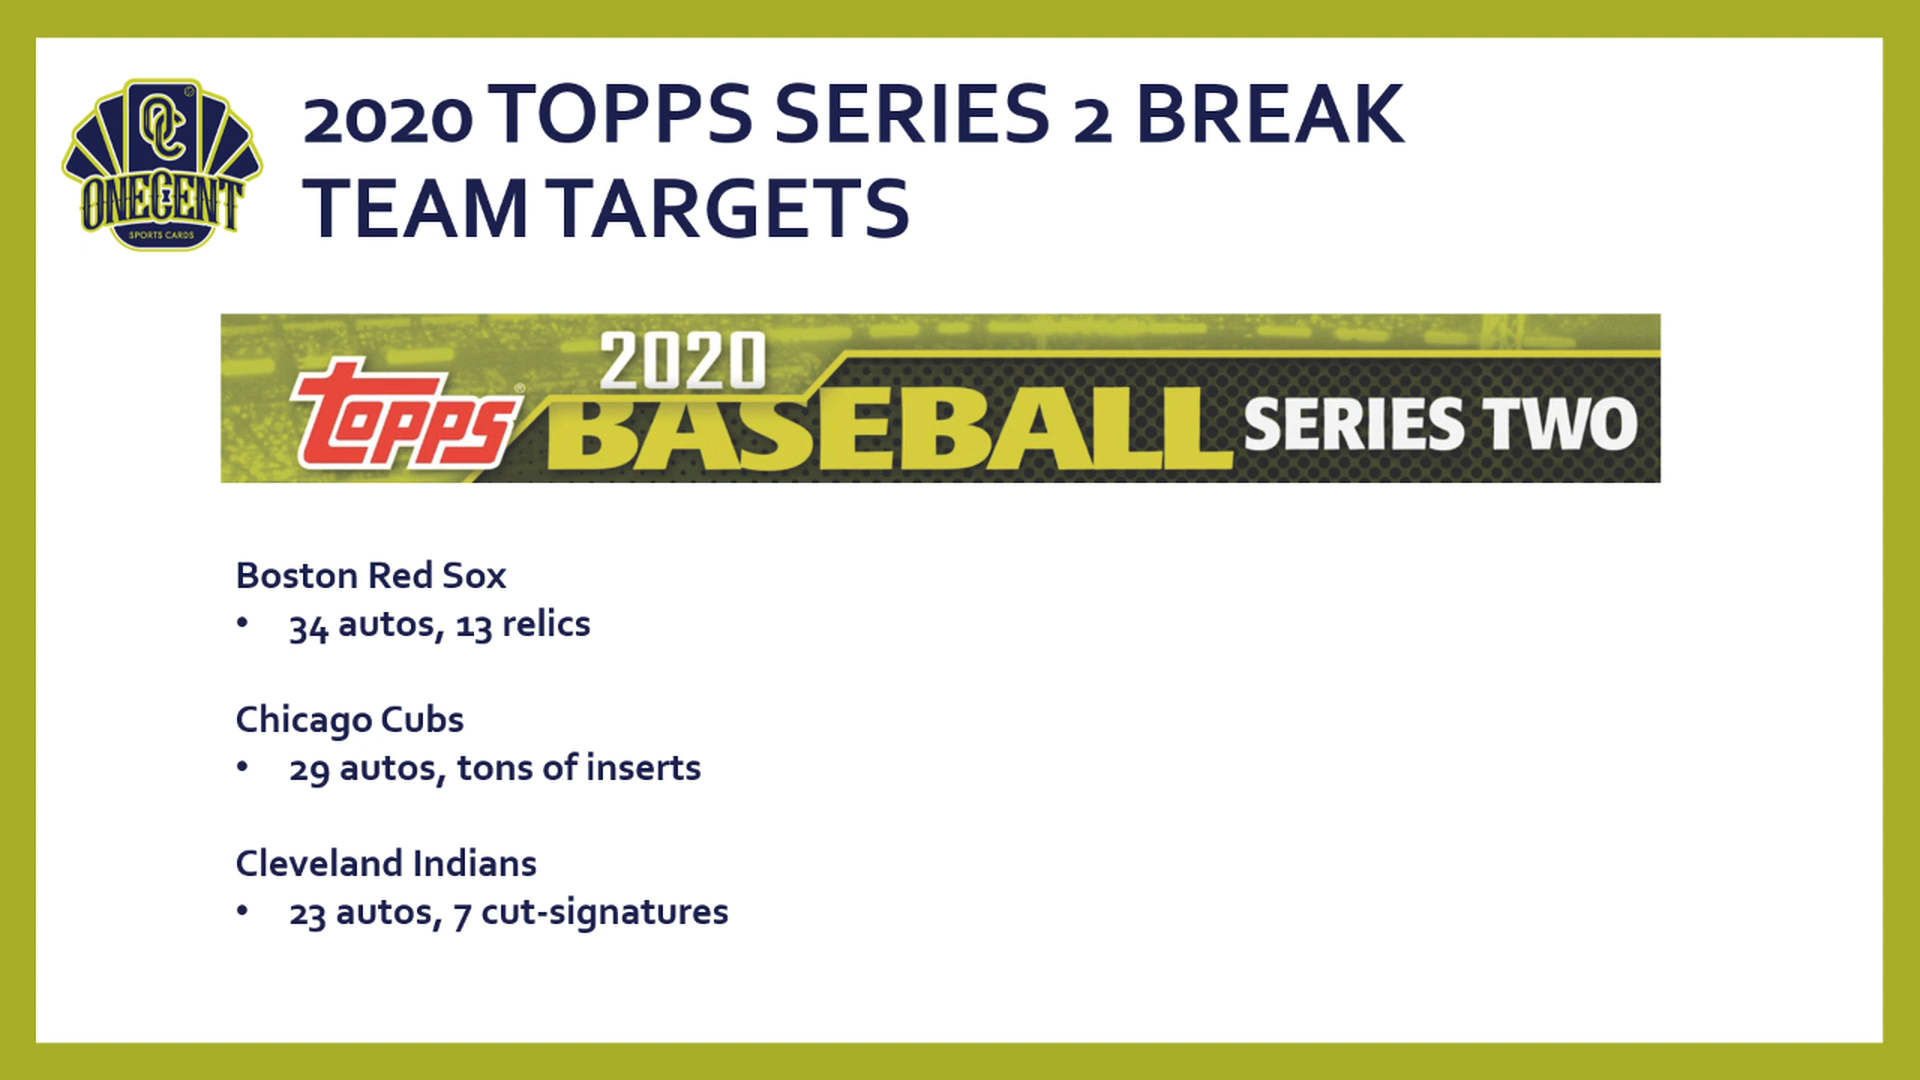 OC
ONECENT
SPORTS CARDS
2020 TOPPS SERIES 2 BREAK
TEAM TARGETS
topps®
2020
BASEBALL
SERIES TWO
Boston Red Sox
• 34 autos, 13 relics
Chicago Cubs
• 29 autos, tons of inserts
Cleveland Indians
• 23 autos, 7 cut-signatures